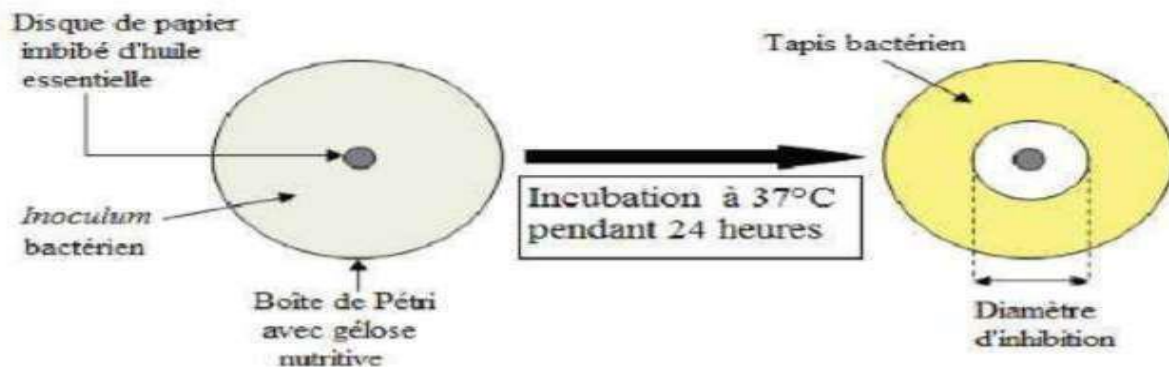 Disque de papier
imbibé d'huile
essentielle
Inoculum
bactérien
Boîte de Pétri
avec gélose
nutritive
Incubation à 37°C
pendant 24 heures
Tapis bactérien
Diamètre
d'inhibition